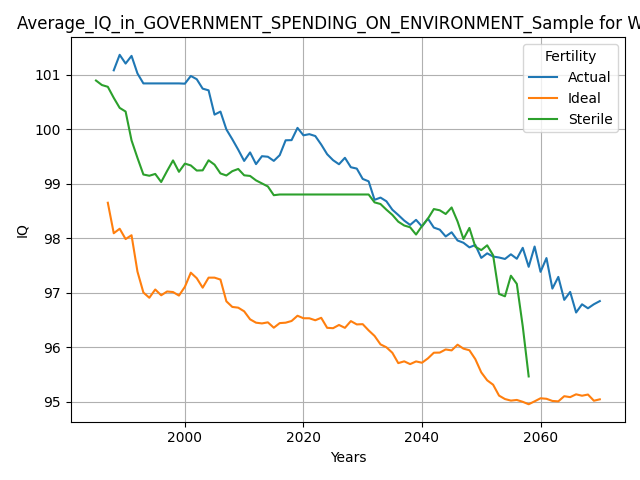 Average_IQ_in_GOVERNMENT_SPENDING_ON_ENVIRONMENT_Sample for W
Fertility
Actual
Ideal
Sterile
101
100
99
98
97
96
95
IQ
2000
2020
2040
2060
Years